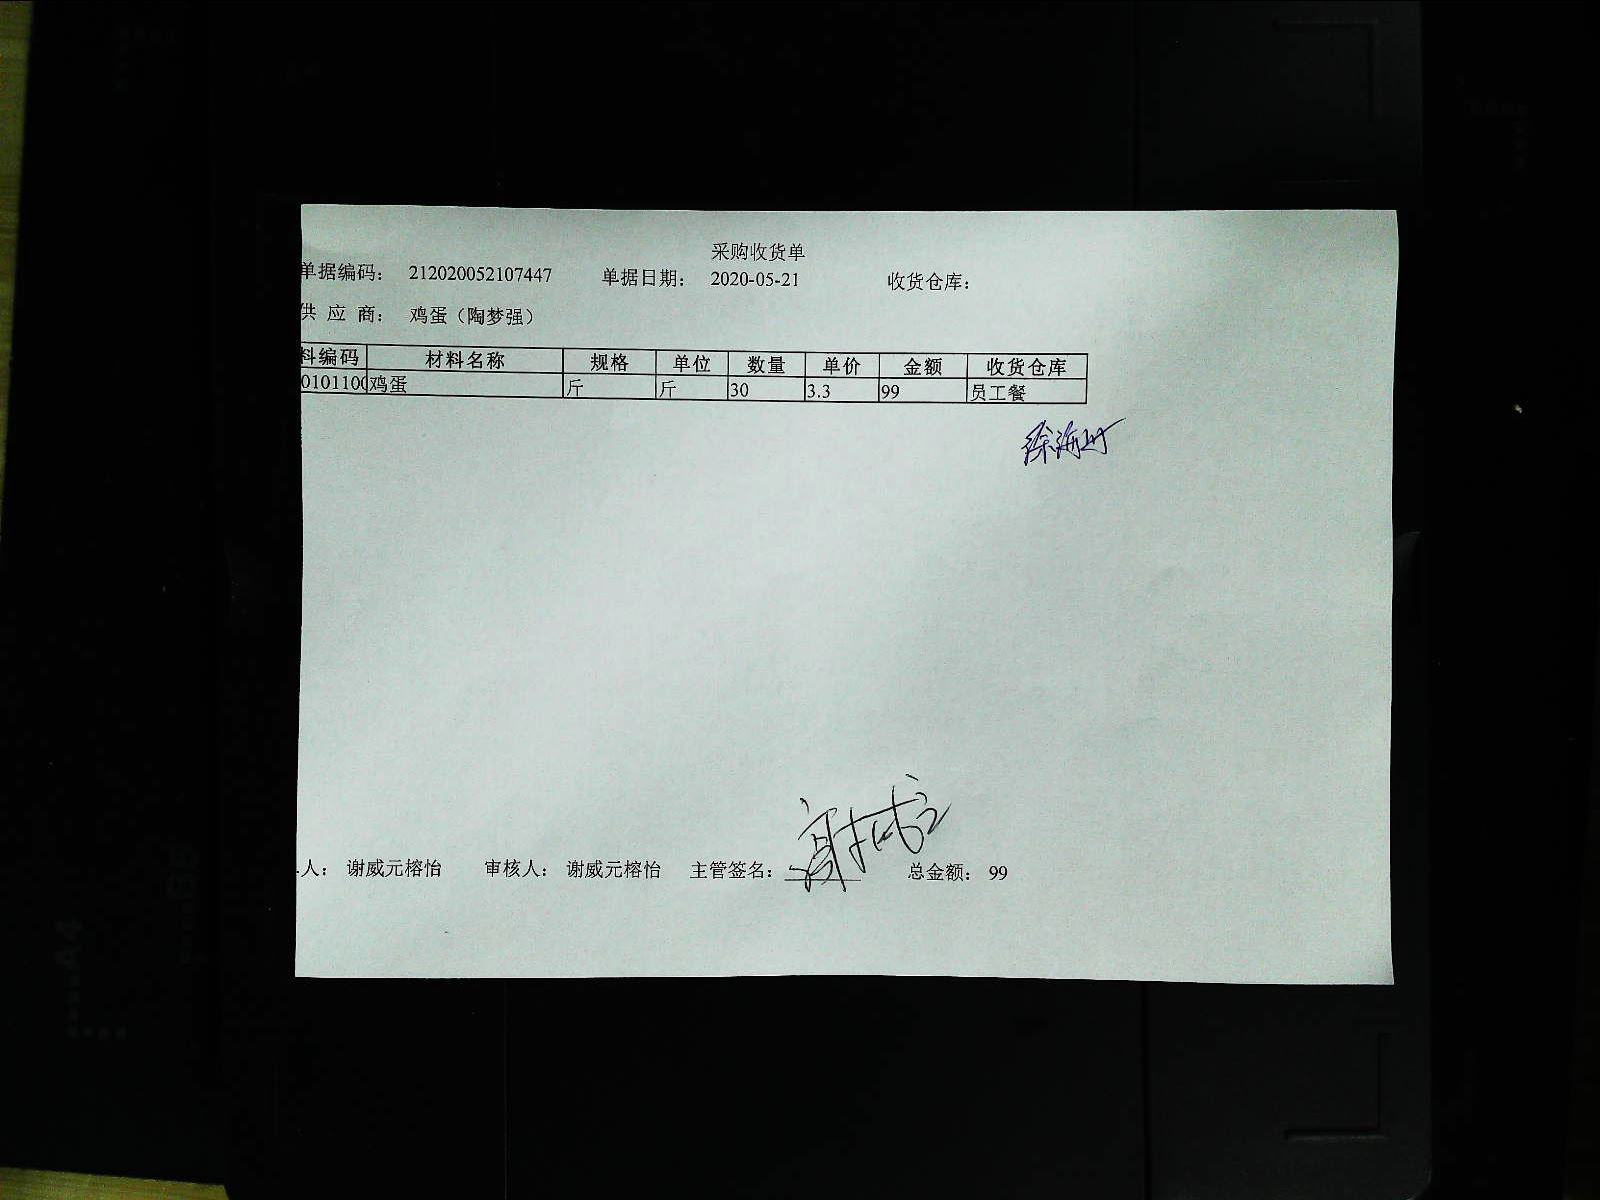 采购收货单
单据编码： 212020052107447 单据日期： 2020-05-21 收货仓库：
供 应 商： 鸡蛋（陶梦强）
料编码 材料名称 规格 单位 数量 单价 金额 收货仓库
0101100 鸡蛋 斤 斤 30 3.3 99 员工餐
人： 谢威元榕怡 审核人： 谢威元榕怡 主管签名： 总金额： 99